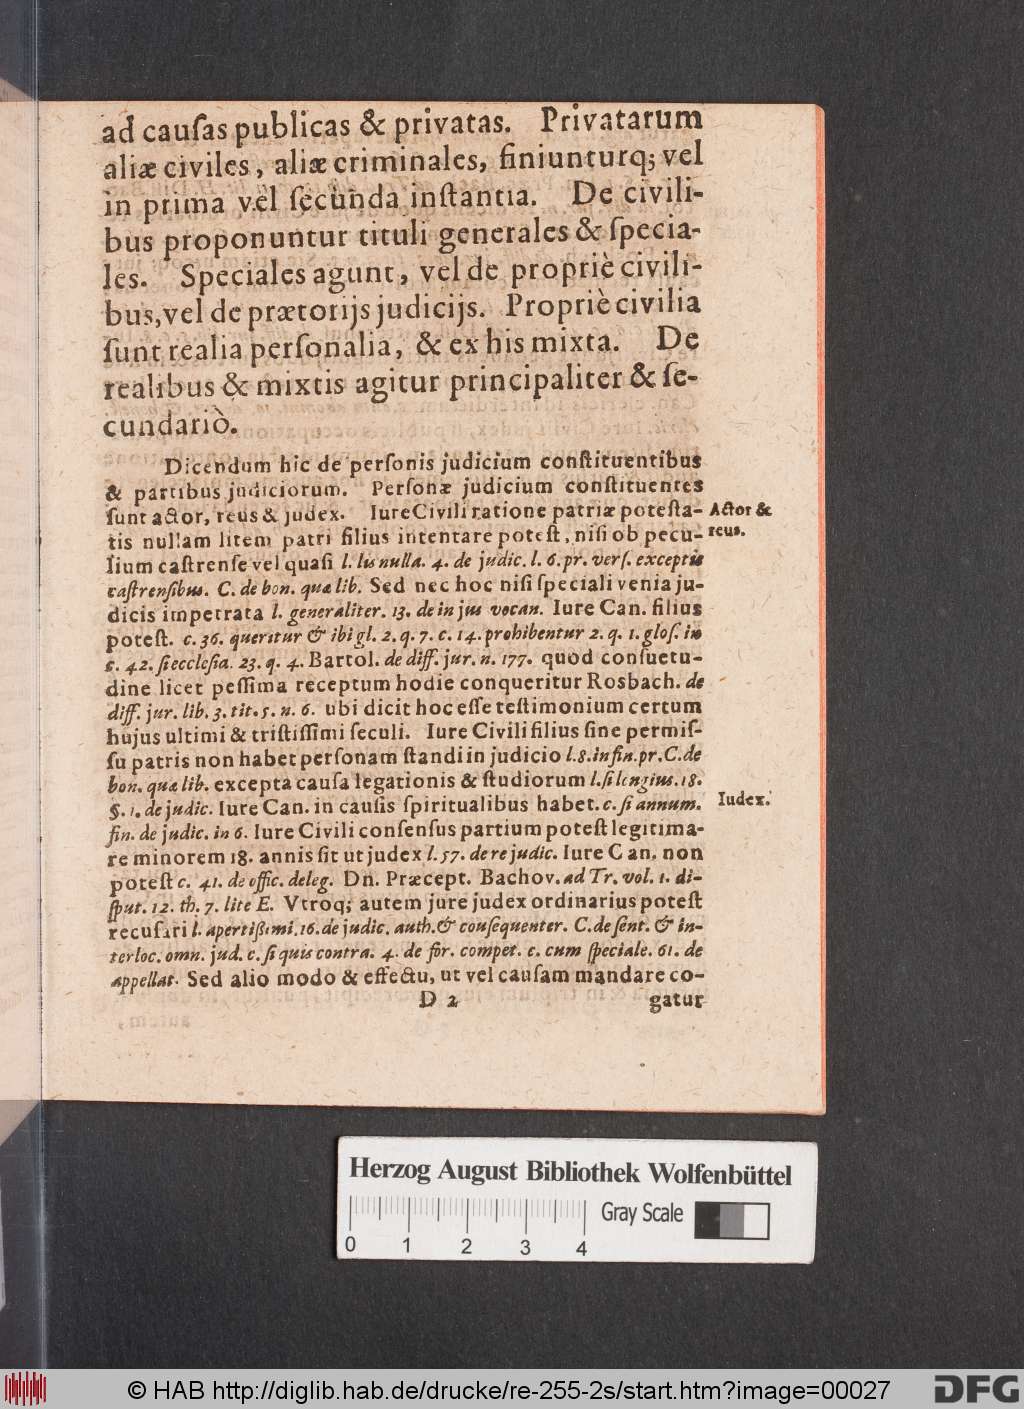 ad cauſas publicas & privatas. Privatarum
aliæ civiles, aliæ criminales, finiunturq; vel
in prima vel ſecunda inſtantia. De civili-
bus proponuntur tituli generales & ſpecia-
les. Speciales agunt, vel de propriè civili-
bus, vel de prætorijs judicijs. Propriè civilia
ſunt realia perſonalia, & ex his mixta. De
realibus & mixtis agitur principaliter & ſe-
cundariò.
Dicendum hic de perſonis judicium conſtituentibus
& partibus judiciorum. Perſonæ judicium conſtituentes
ſunt actor, reus & judex. Iure Civili ratione patriæ poteſta-
Actor &
tis nullam litem patri filius intentare poteſt, niſi ob pecu-
reus.
lium caſtrenſe vel quaſi l. lis nulla. 4. de judic. l. 6. pr. verſ. exceptis
caſtrenſibus. C. de bon. quæ lib. Sed nec hoc niſi ſpeciali venia ju-
dicis impetrata l. generaliter. 13. de in jus vocan. Iure Can. filius
poteſt. c. 36. queritur & ibi gl. 2. q. 7. c. 14. prohibentur 2. q. 1. gloſ. in
c. 42. ſi eccleſia. 23. q. 4. Bartol. de diff. jur. n. 177. quod conſuetu-
dine licet peſſima receptum hodie conqueritur Rosbach. de
diff. jur. lib. 3. tit. 5. n. 6. ubi dicit hoc eſſe teſtimonium certum
hujus ultimi & triſtiſſimi ſeculi. Iure Civili filius ſine permiſ-
ſu patris non habet perſonam ſtandi in judicio l. 8. in fin. pr. C. de
bon. quæ lib. excepta cauſa legationis & ſtudiorum l. ſi longius. 18.
§. 1. de judic. Iure Can. in cauſis ſpiritualibus habet. c. ſi annum.
Iudex.
fin. de judic. in 6. Iure Civili conſenſus partium poteſt legitima-
re minorem 18. annis ſit ut judex l. 57. de re judic. Iure Can. non
poteſt c. 41. de offic. deleg. Dn. Præcept. Bachov. ad Tr. vol. 1. di-
ſput. 12. th. 7. lite E. Vtroq; autem jure judex ordinarius poteſt
recuſari l. apertißimi. 16. de judic. auth. & conſequenter. C. de ſent. & in-
terloc. omn. jud. c. ſi quis contra. 4. de for. compet. c. cum ſpeciale. 61. de
appellat. Sed alio modo & effectu, ut vel cauſam mandare co-
D 2
gatur
Herzog August Bibliothek Wolfenbüttel
Gray Scale
0 1 2 3 4
© HAB http://diglib.hab.de/drucke/re-255-2s/start.htm?image=00027
DFG